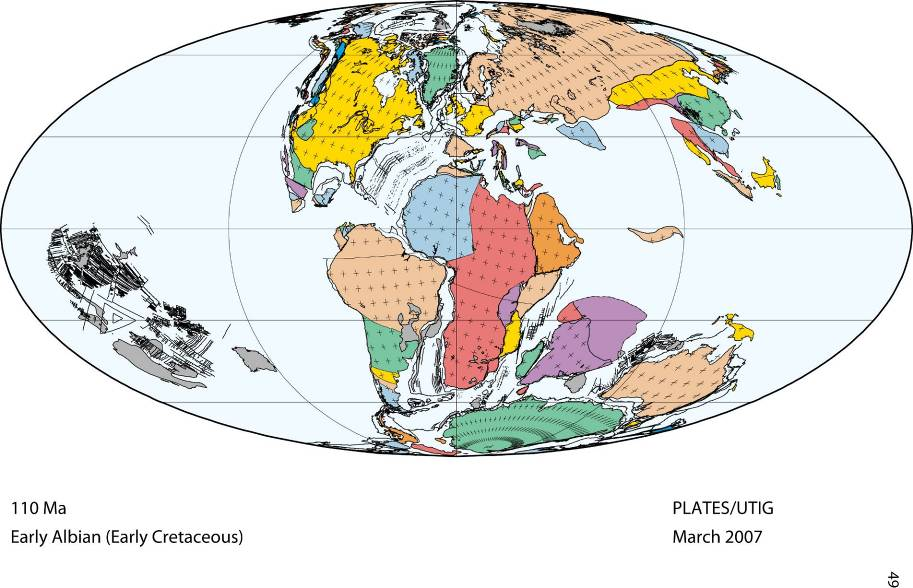 110 Ma
Early Albian (Early Cretaceous)
PLATES/UTIG
March 2007
49